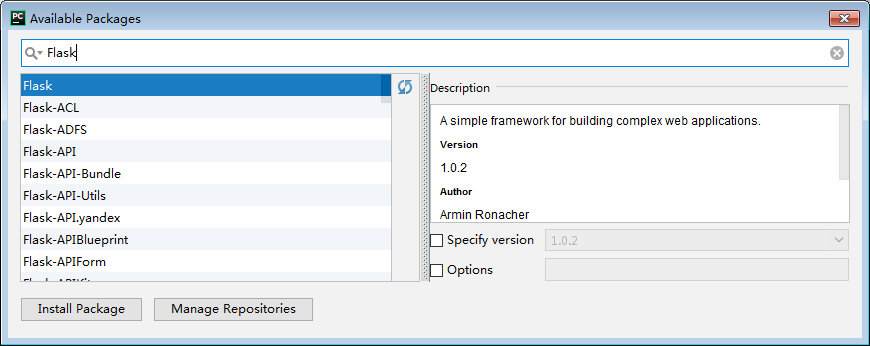 PC Available Packages
Flask
Flask
Flask-ACL
Flask-ADFS
Flask-API
Flask-API-Bundle
Flask-API-Utils
Flask-API.yandex
Flask-APIBlueprint
Flask-APIForm
Description
A simple framework for building complex web applications.
Version
1.0.2
Author
Armin Ronacher
Specify version
1.0.2
Options
Install Package
Manage Repositories